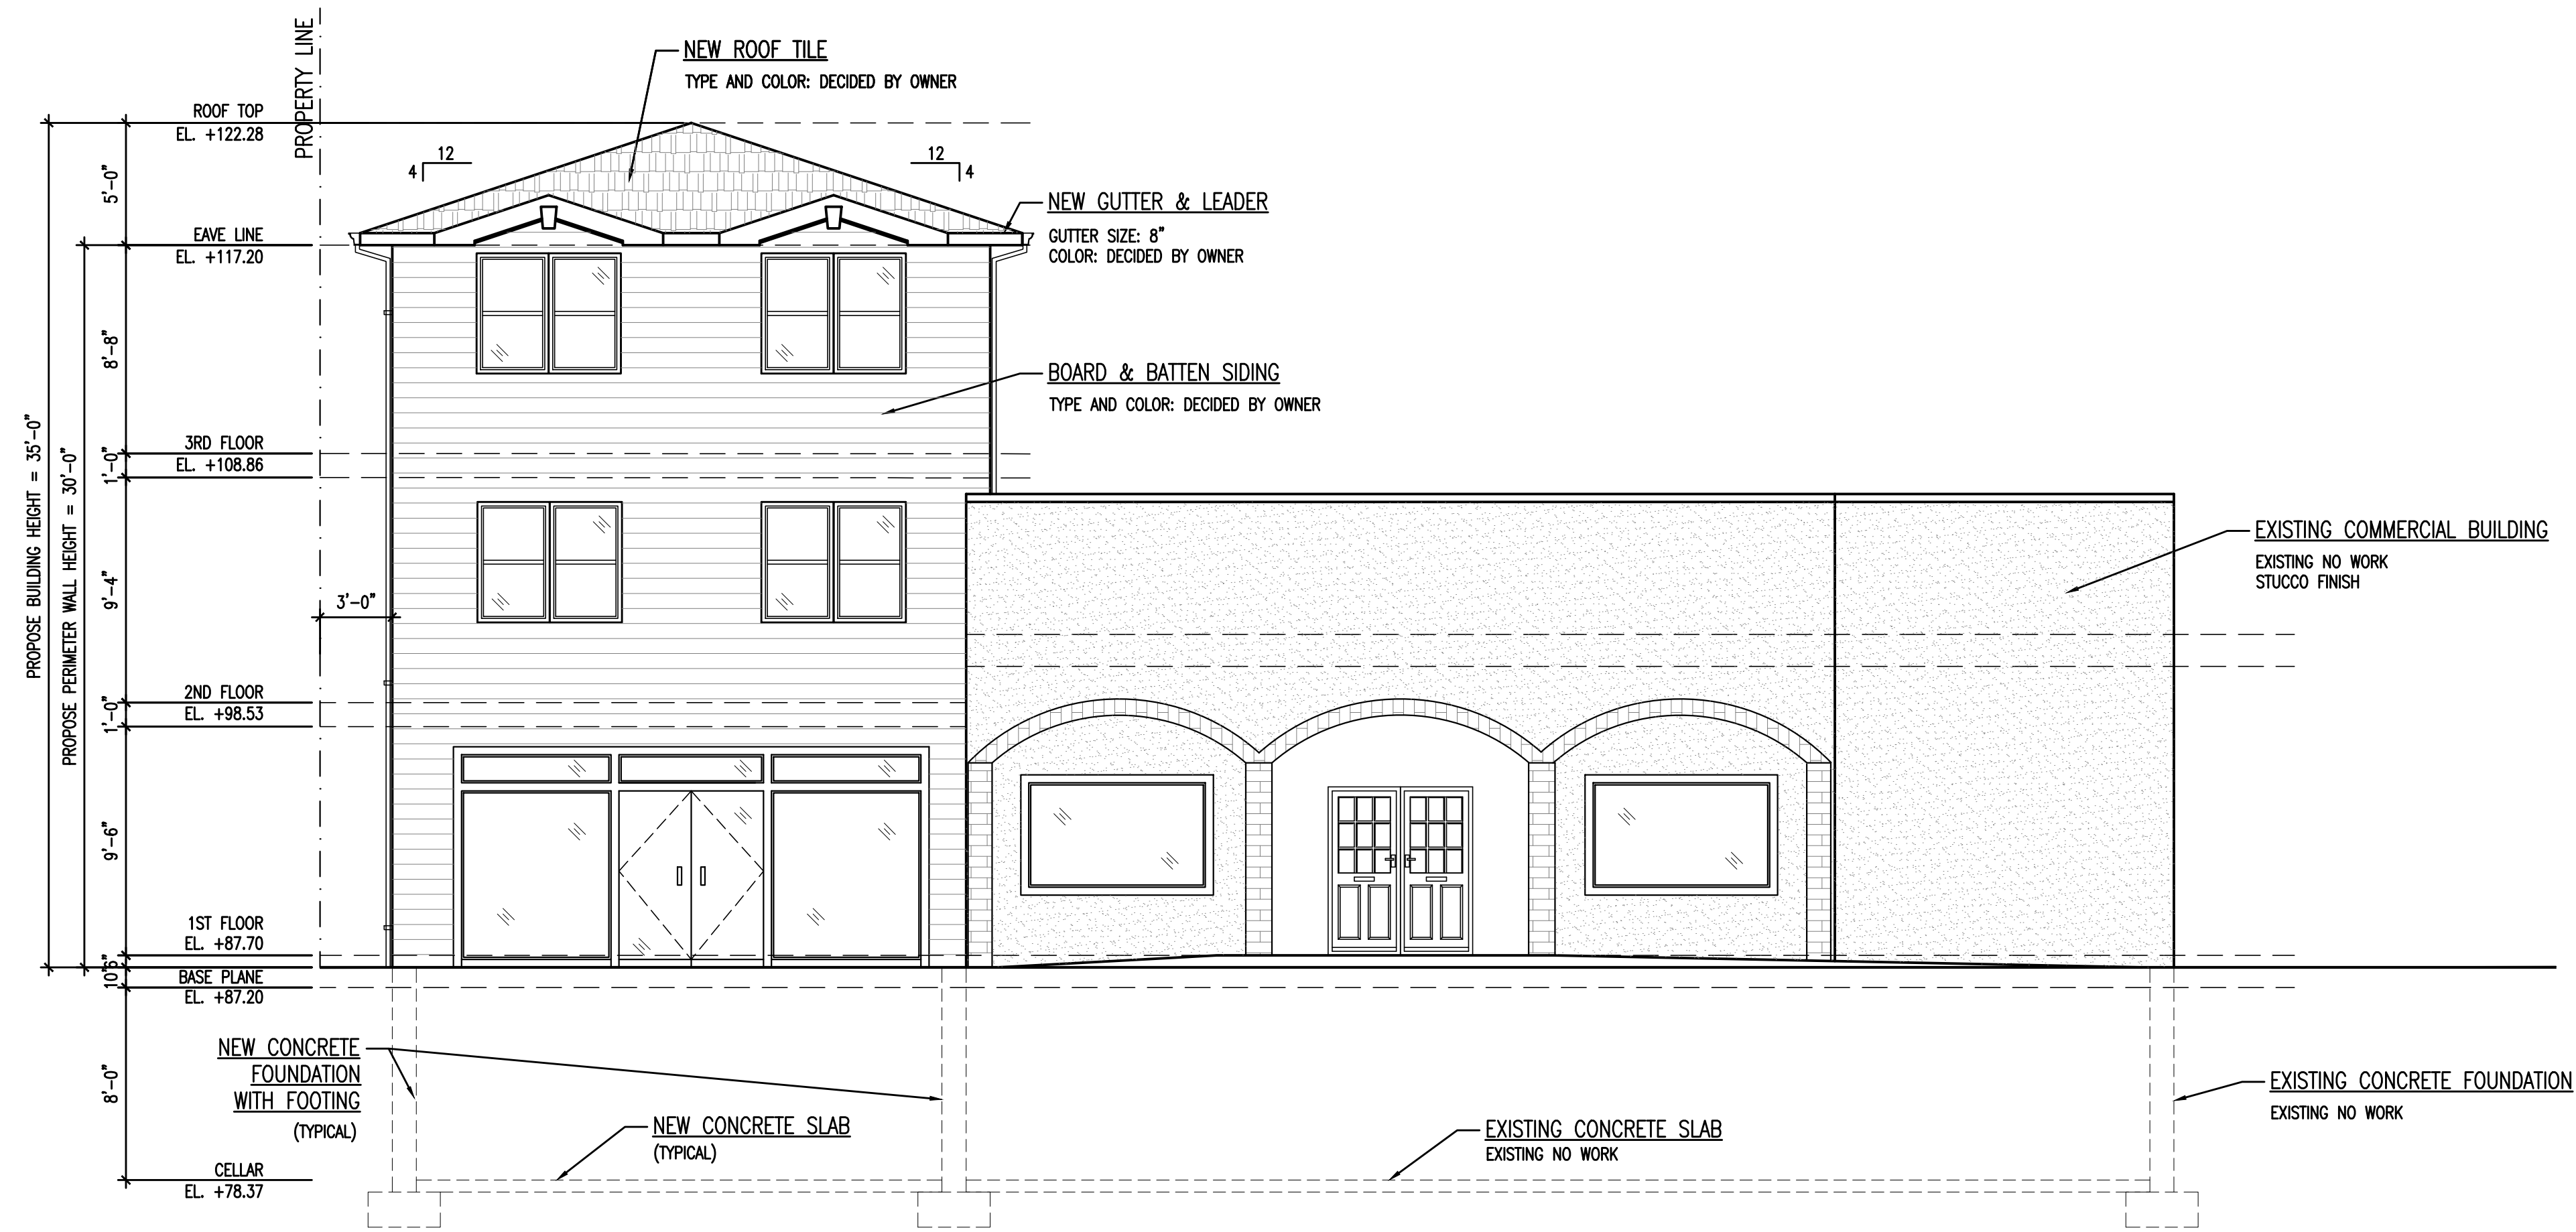 PROPERTY LINE
NEW ROOF TILE
TYPE AND COLOR: DECIDED BY OWNER
ROOF TOP
EL. +122.28
12
4
12
4
5'-0"
NEW GUTTER & LEADER
GUTTER SIZE: 8"
COLOR: DECIDED BY OWNER
EAVE LINE
EL. +117.20
8'-8"
BOARD & BATTEN SIDING
TYPE AND COLOR: DECIDED BY OWNER
3RD FLOOR
EL. +108.86
1'-0"
PROPOSE BUILDING HEIGHT = 35'-0"
PROPOSE PERIMETER WALL HEIGHT = 30'-0"
EXISTING COMMERCIAL BUILDING
EXISTING NO WORK
STUCCO FINISH
9'-4"
3'-0"
2ND FLOOR
EL. +98.53
1'-0"
9'-6"
1ST FLOOR
EL. +87.70
6"
10"
BASE PLANE
EL. +87.20
NEW CONCRETE
FOUNDATION
WITH FOOTING
(TYPICAL)
8'-0"
NEW CONCRETE SLAB
(TYPICAL)
EXISTING CONCRETE SLAB
EXISTING NO WORK
EXISTING CONCRETE FOUNDATION
EXISTING NO WORK
CELLAR
EL. +78.37